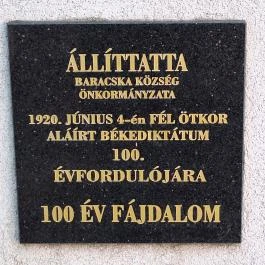 ÁLLÍTTATTA
BARACSKA KÖZSÉG
ÖNKORMÁNYZATA
1920. JÚNIUS 4-én FÉL ÖTKOR
ALÁÍRT BÉKEDIKTÁTUM
100.
ÉVFORDULÓJÁRA
100 ÉV FÁJDALOM